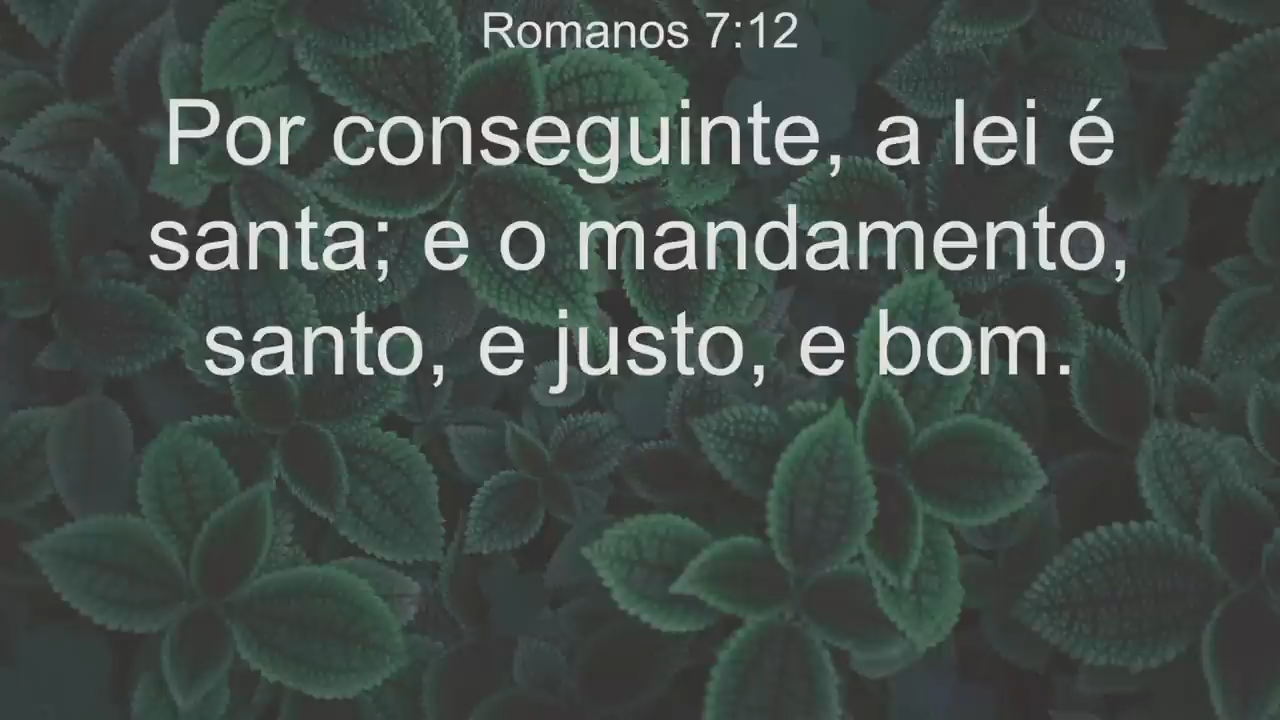 Romanos 7:12
Por conseguinte, a lei é
santa; e o mandamento,
santo, e justo, e bom.